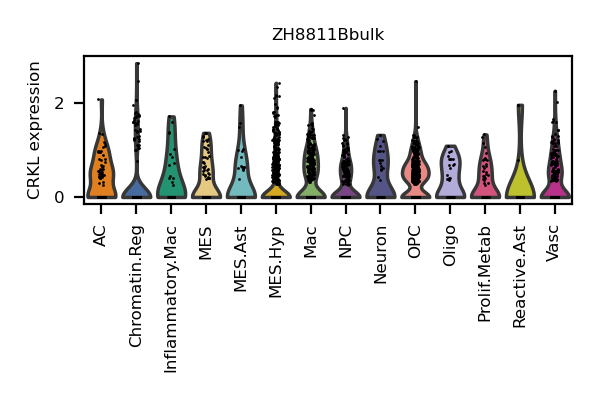 ZH8811Bbulk
CRKL expression
2
0
AC
Chromatin.Reg
Inflammatory.Mac
MES
MES.Ast
MES.Hyp
Mac
NPC
Neuron
OPC
Oligo
Prolif.Metab
Reactive.Ast
Vasc